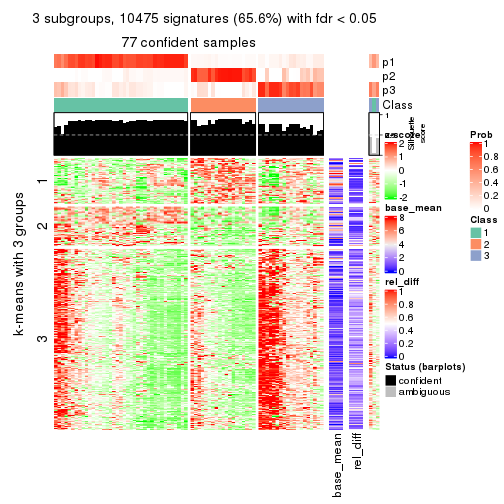 3 subgroups, 10475 signatures (65.6%) with fdr < 0.05
77 confident samples
p1
p2
p3
Class
1
Silhouette
score
z-score
2
1
0
-1
-2
base_mean
8
6
4
2
0
rel_diff
1
0.8
0.6
0.4
0.2
0
Prob
1
0.8
0.6
0.4
0.2
0
Class
1
2
3
Status (barplots)
confident
ambiguous
k-means with 3 groups
1
2
3
base_mean
rel_diff